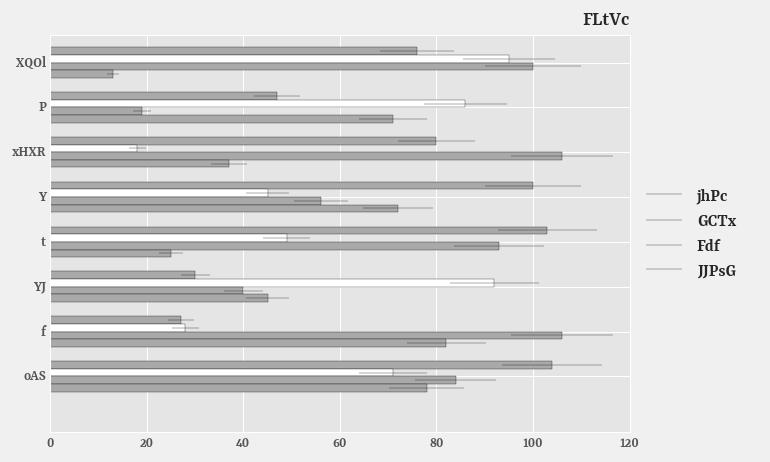 FLtVc
XQOl
P
xHXR
Y
t
YJ
f
oAS
0 20 40 60 80 100 120
jhPc
GCTx
Fdf
JJPsG